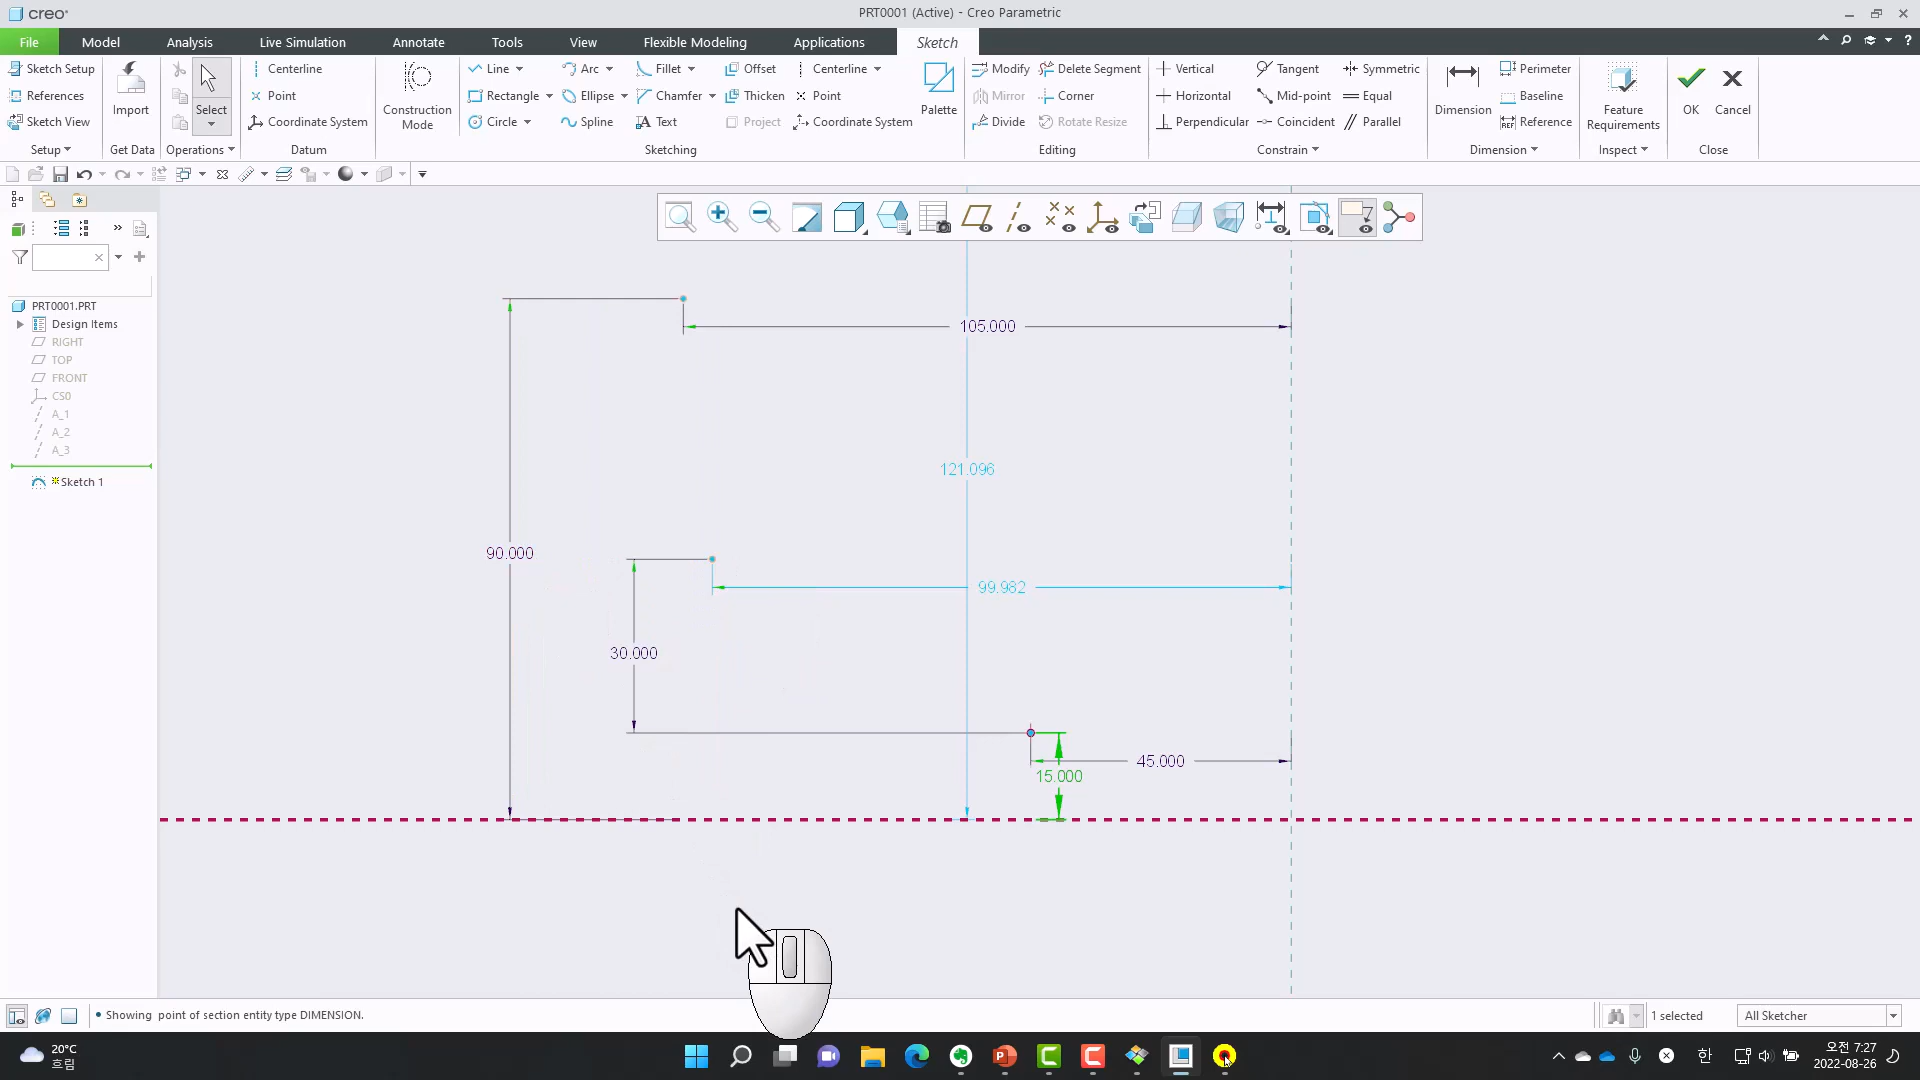 creo
PRT0001 (Active) - Creo Parametric
File Model Analysis Live Simulation Annotate Tools View Flexible Modeling Applications Sketch
Sketch Setup
References
Sketch View
Setup
Import
Get Data
Select
Operations
Centerline
Point
Coordinate System
Datum
Construction
Mode
Line Arc Fillet Offset Centerline
Rectangle Ellipse Chamfer Thicken Point
Circle Spline Text Project Coordinate System
Palette
Sketching
Modify Delete Segment
Mirror Corner
Divide Rotate Resize
Editing
Vertical Tangent Symmetric
Horizontal Mid-point Equal
Perpendicular Coincident Parallel
Constrain
Dimension
Perimeter
Baseline
Reference
Dimension
Feature
Requirements
Inspect
OK Cancel
Close
PRT0001.PRT
Design Items
RIGHT
TOP
FRONT
CS0
A_1
A_2
A_3
Sketch 1
105.000
121.096
90.000
99.982
30.000
45.000
15.000
Showing point of section entity type DIMENSION.
1 selected
All Sketcher
20°C
흐림
한
오전 7:27
2022-08-26